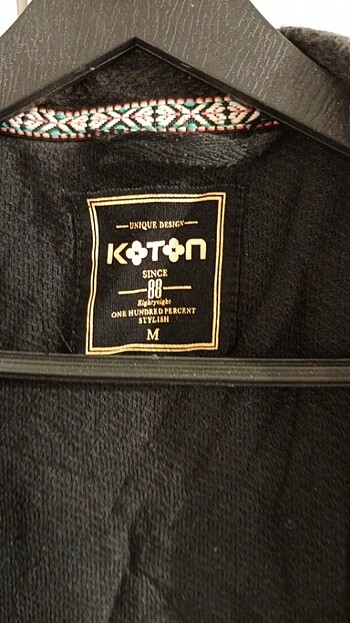 UNIQUE DESIGN
KOTON
SINCE
88
Eightyeight
ONE HUNDRED PERCENT
STYLISH
M